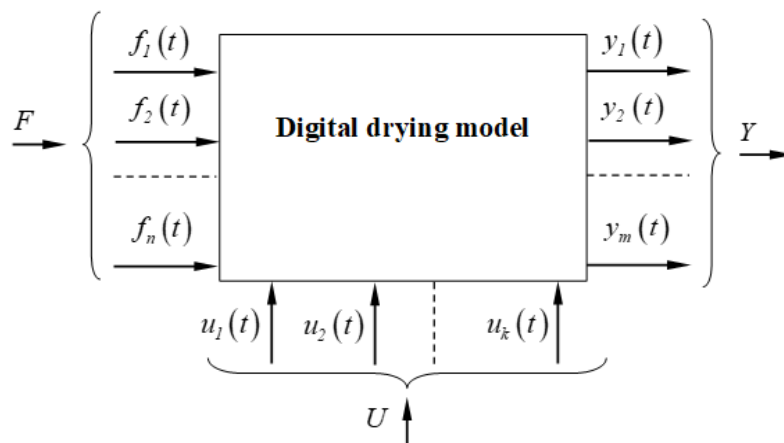 f₁(t)
y₁(t)
F
f₂(t)
Digital drying model
y₂(t)
Y
fₙ(t)
yₘ(t)
u₁(t)
u₂(t)
uₖ(t)
U